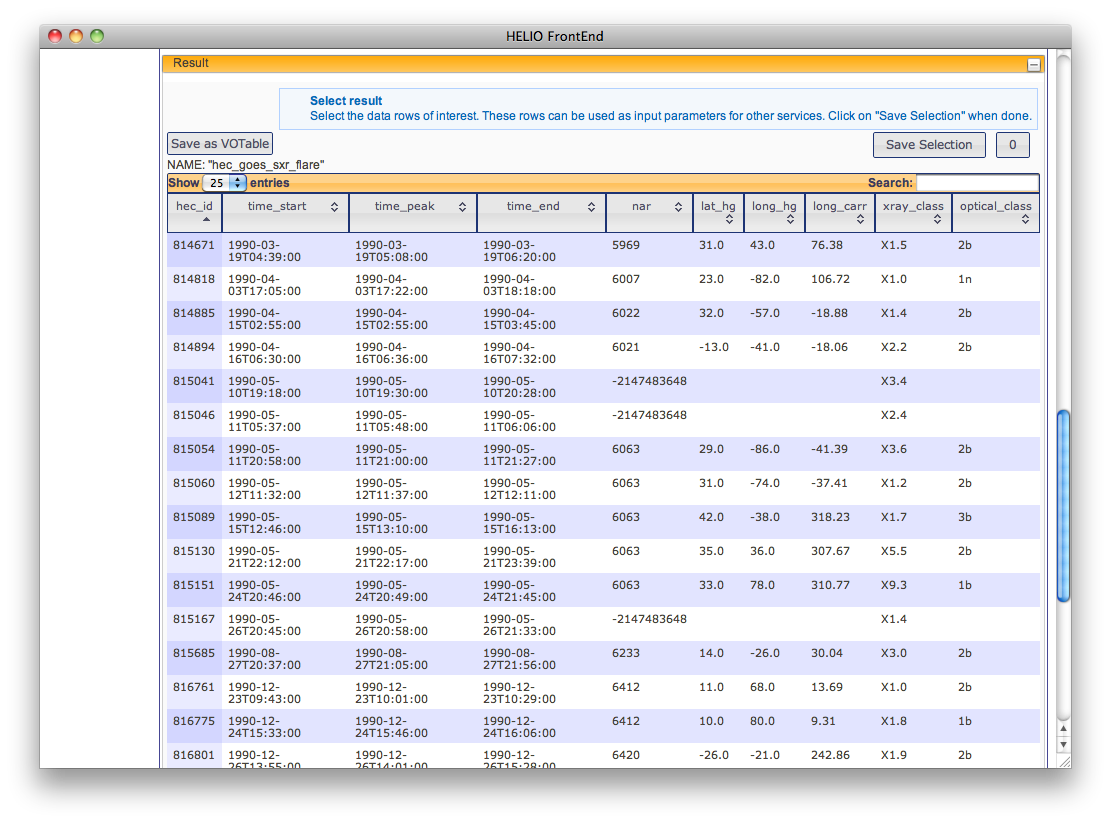 HELIO FrontEnd
Result
Select result
Select the data rows of interest. These rows can be used as input parameters for other services. Click on "Save Selection" when done.
Save as VOTable Save Selection 0
NAME: "hec_goes_sxr_flare"
Show 25 entries Search:
hec_id time_start time_peak time_end nar lat_hg long_hg long_carr xray_class optical_class
814671 1990-03- 1990-03- 1990-03- 5969 31.0 43.0 76.38 X1.5 2b
19T04:39:00 19T05:08:00 19T06:20:00
814818 1990-04- 1990-04- 1990-04- 6007 23.0 -82.0 106.72 X1.0 1n
03T17:05:00 03T17:22:00 03T18:18:00
814885 1990-04- 1990-04- 1990-04- 6022 32.0 -57.0 -18.88 X1.4 2b
15T02:55:00 15T02:55:00 15T03:45:00
814894 1990-04- 1990-04- 1990-04- 6021 -13.0 -41.0 -18.06 X2.2 2b
16T06:30:00 16T06:36:00 16T07:32:00
815041 1990-05- 1990-05- 1990-05- -2147483648 X3.4
10T19:18:00 10T19:30:00 10T20:28:00
815046 1990-05- 1990-05- 1990-05- -2147483648 X2.4
11T05:37:00 11T05:48:00 11T06:06:00
815054 1990-05- 1990-05- 1990-05- 6063 29.0 -86.0 -41.39 X3.6 2b
11T20:58:00 11T21:00:00 11T21:27:00
815060 1990-05- 1990-05- 1990-05- 6063 31.0 -74.0 -37.41 X1.2 2b
12T11:32:00 12T11:37:00 12T12:11:00
815089 1990-05- 1990-05- 1990-05- 6063 42.0 -38.0 318.23 X1.7 3b
15T12:46:00 15T13:10:00 15T16:13:00
815130 1990-05- 1990-05- 1990-05- 6063 35.0 36.0 307.67 X5.5 2b
21T22:12:00 21T22:17:00 21T23:39:00
815151 1990-05- 1990-05- 1990-05- 6063 33.0 78.0 310.77 X9.3 1b
24T20:46:00 24T20:49:00 24T21:45:00
815167 1990-05- 1990-05- 1990-05- -2147483648 X1.4
26T20:45:00 26T20:58:00 26T21:33:00
815685 1990-08- 1990-08- 1990-08- 6233 14.0 -26.0 30.04 X3.0 2b
27T20:37:00 27T21:05:00 27T21:56:00
816761 1990-12- 1990-12- 1990-12- 6412 11.0 68.0 13.69 X1.0 2b
23T09:43:00 23T10:01:00 23T10:29:00
816775 1990-12- 1990-12- 1990-12- 6412 10.0 80.0 9.31 X1.8 1b
24T15:33:00 24T15:46:00 24T16:06:00
816801 1990-12- 1990-12- 1990-12- 6420 -26.0 -21.0 242.86 X1.9 2b
26T13:55:00 26T14:01:00 26T15:28:00